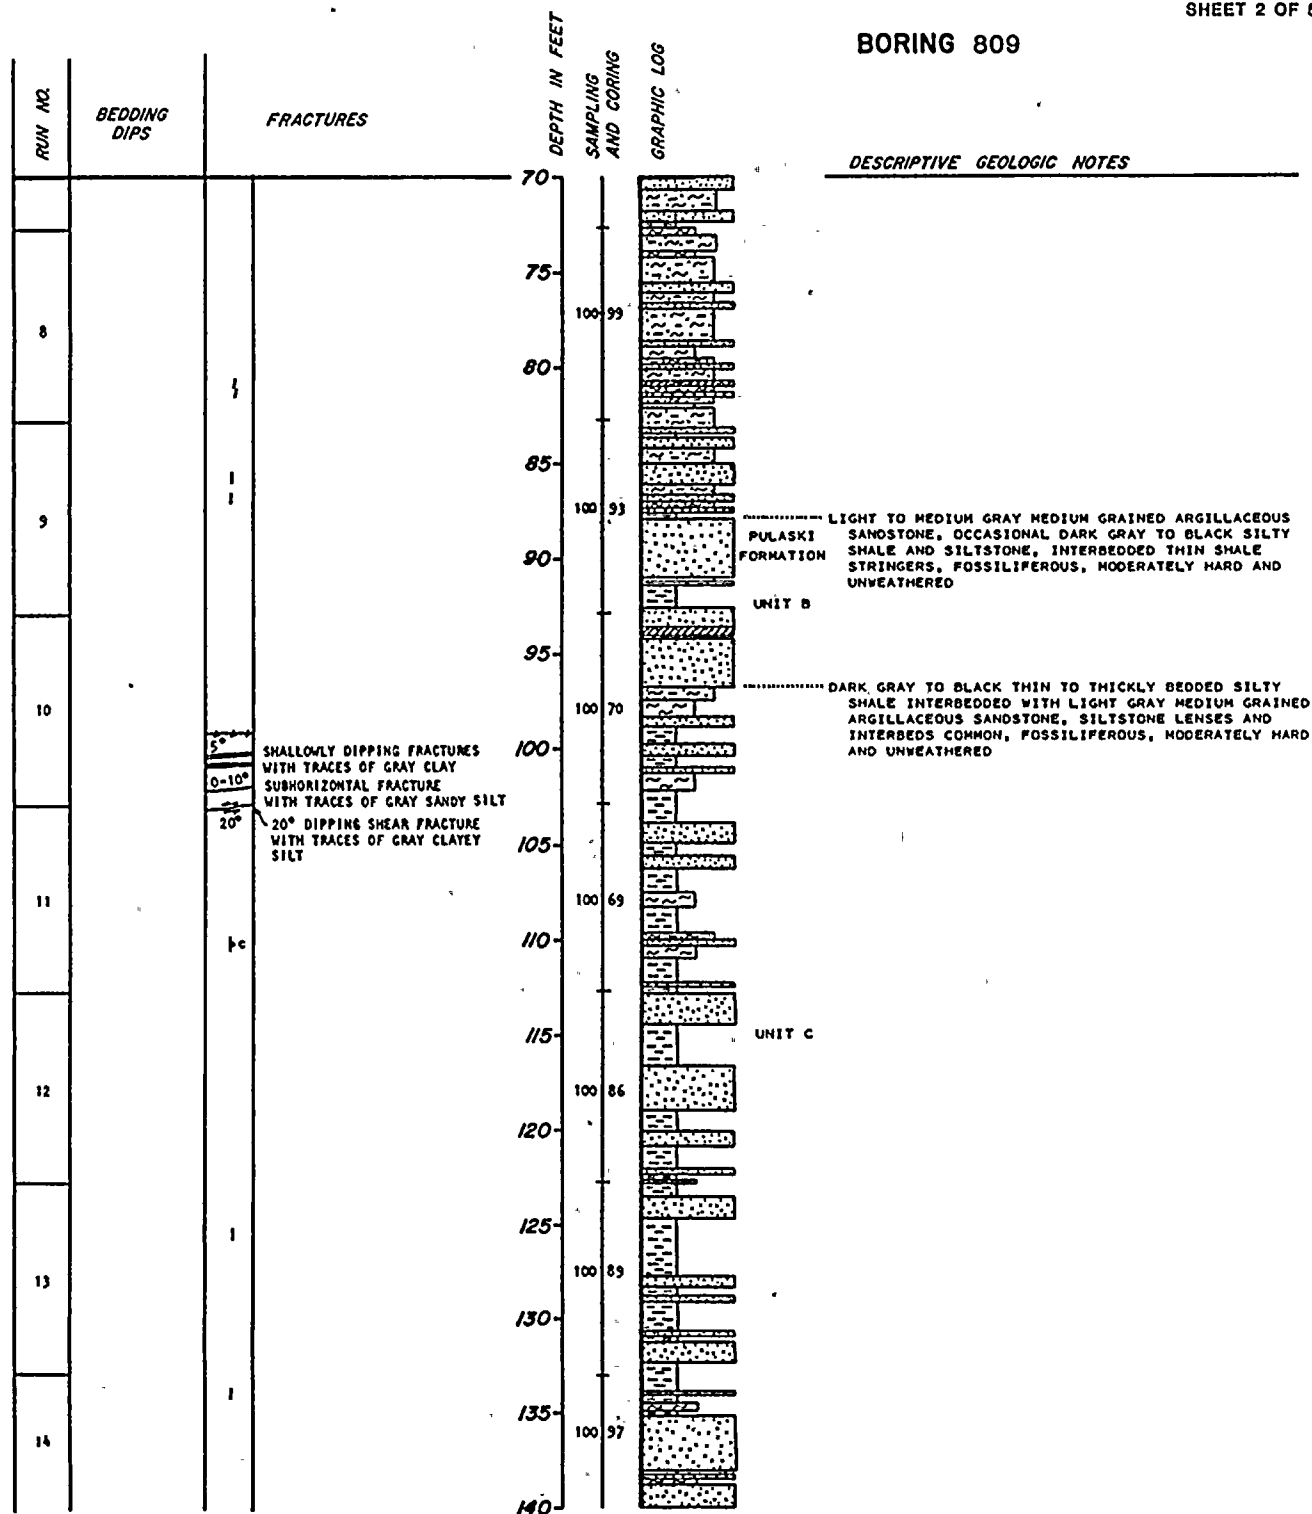 SHEET 2 OF
BORING 809
RUN NO.
BEDDING
DIPS
FRACTURES
DEPTH IN FEET
SAMPLING
AND CORING
GRAPHIC LOG
DESCRIPTIVE GEOLOGIC NOTES
70
75
8
100 99
80
85
9
100 93
LIGHT TO MEDIUM GRAY MEDIUM GRAINED ARGILLACEOUS
SANDSTONE, OCCASIONAL DARK GRAY TO BLACK SILTY
SHALE AND SILTSTONE, INTERBEDDED THIN SHALE
STRINGERS, FOSSILIFEROUS, MODERATELY HARD AND
UNWEATHERED
PULASKI
FORMATION
90
UNIT B
95
10
100 70
DARK GRAY TO BLACK THIN TO THICKLY BEDDED SILTY
SHALE INTERBEDDED WITH LIGHT GRAY MEDIUM GRAINED
ARGILLACEOUS SANDSTONE, SILTSTONE LENSES AND
INTERBEDS COMMON, FOSSILIFEROUS, MODERATELY HARD
AND UNWEATHERED
5°
SHALLOWLY DIPPING FRACTURES
WITH TRACES OF GRAY CLAY
100
0-10°
SUBHORIZONTAL FRACTURE
WITH TRACES OF GRAY SANDY SILT
20°
20° DIPPING SHEAR FRACTURE
WITH TRACES OF GRAY CLAYEY
SILT
105
11
100 69
110
c
115
UNIT C
12
100 86
120
125
13
100 89
130
135
14
100 97
140